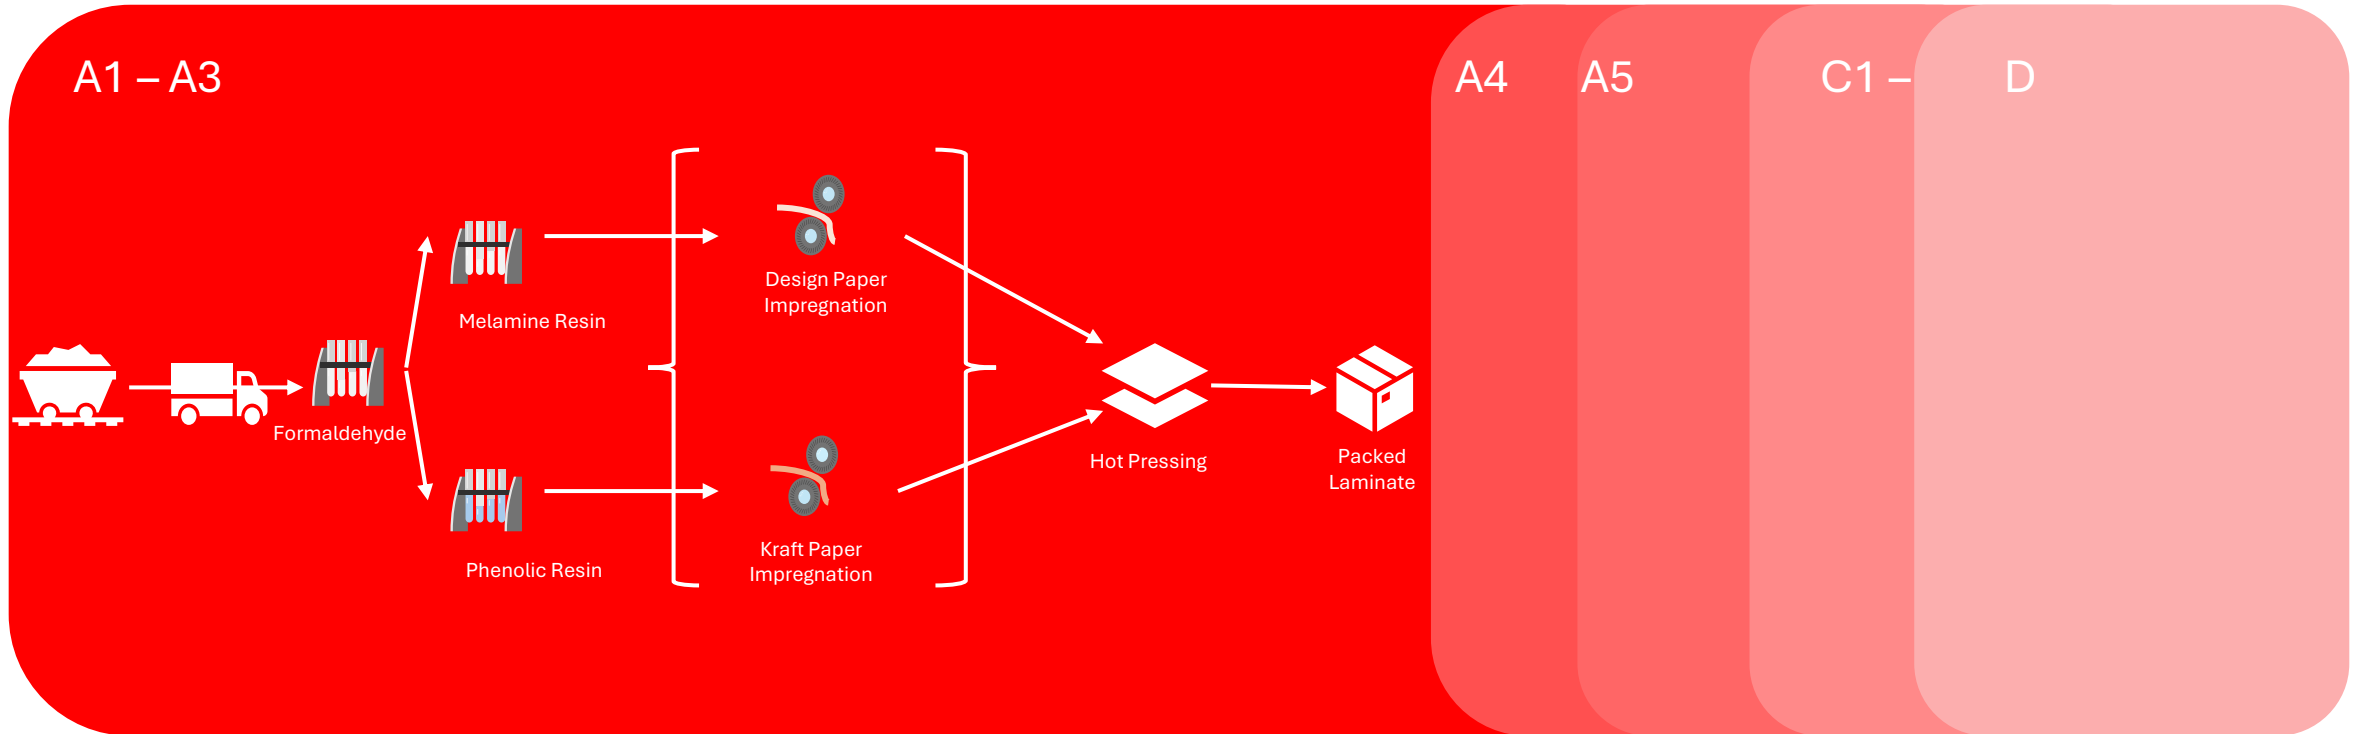 A1 – A3
A4
A5
C1 –
D
Melamine Resin
Formaldehyde
Phenolic Resin
Design Paper
Impregnation
Kraft Paper
Impregnation
Hot Pressing
Packed
Laminate